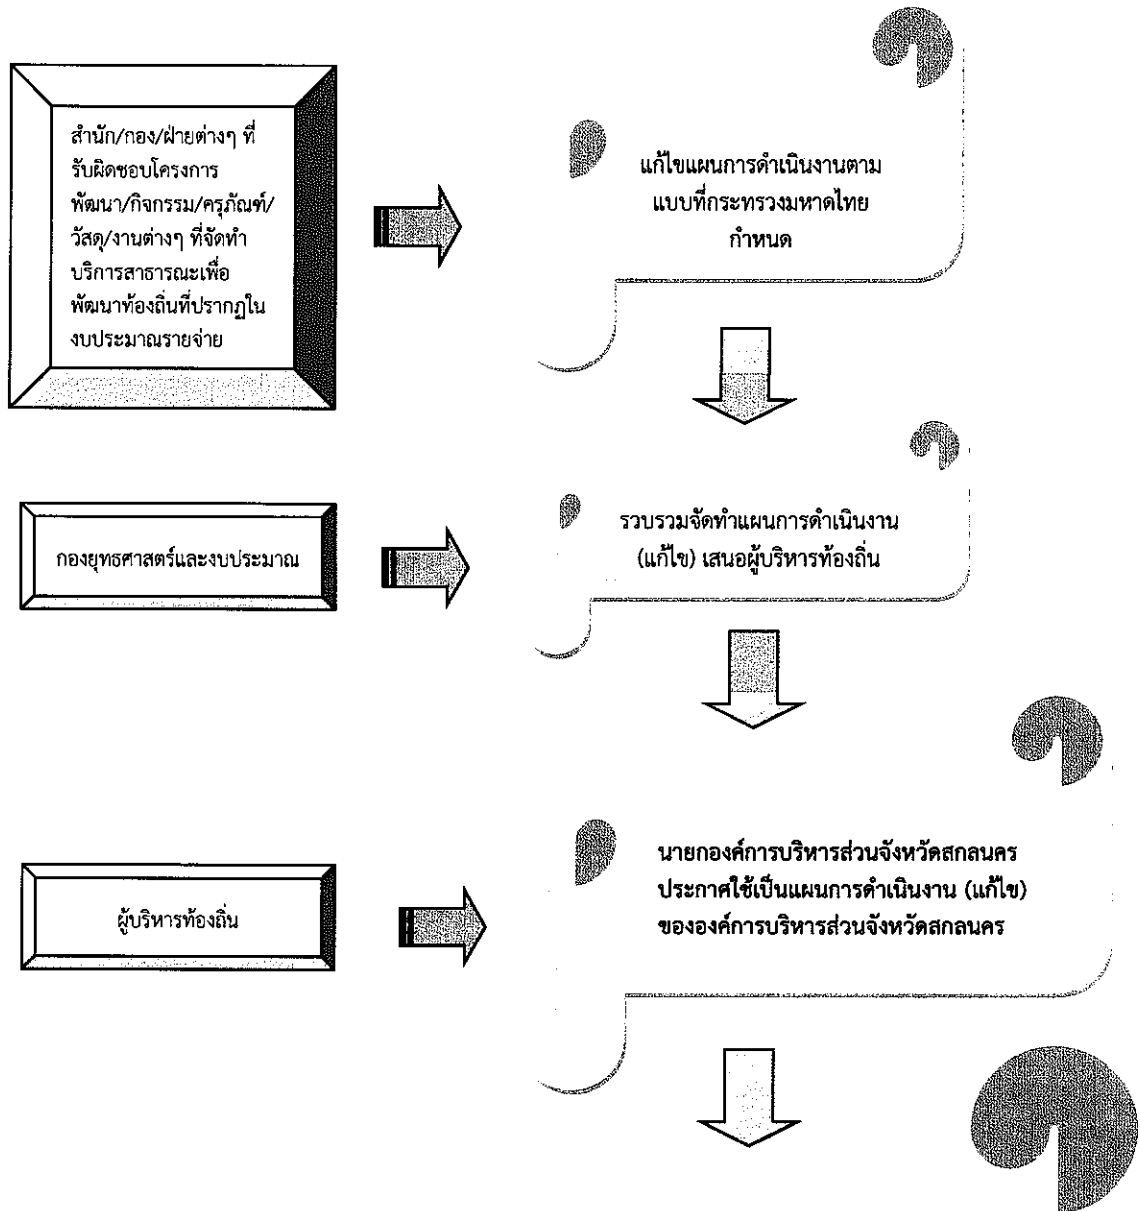 สำนัก/กอง/ฝ่ายต่างๆ ที่
รับผิดชอบโครงการ
พัฒนา/กิจกรรม/ครุภัณฑ์/
วัสดุ/งานต่างๆ ที่จัดทำ
บริการสาธารณะเพื่อ
พัฒนาท้องถิ่นที่ปรากฏใน
งบประมาณรายจ่าย
แก้ไขแผนการดำเนินงานตาม
แบบที่กระทรวงมหาดไทย
กำหนด
กองยุทธศาสตร์และงบประมาณ
รวบรวมจัดทำแผนการดำเนินงาน
(แก้ไข) เสนอผู้บริหารท้องถิ่น
ผู้บริหารท้องถิ่น
นายกองค์การบริหารส่วนจังหวัดสกลนคร
ประกาศใช้เป็นแผนการดำเนินงาน (แก้ไข)
ขององค์การบริหารส่วนจังหวัดสกลนคร